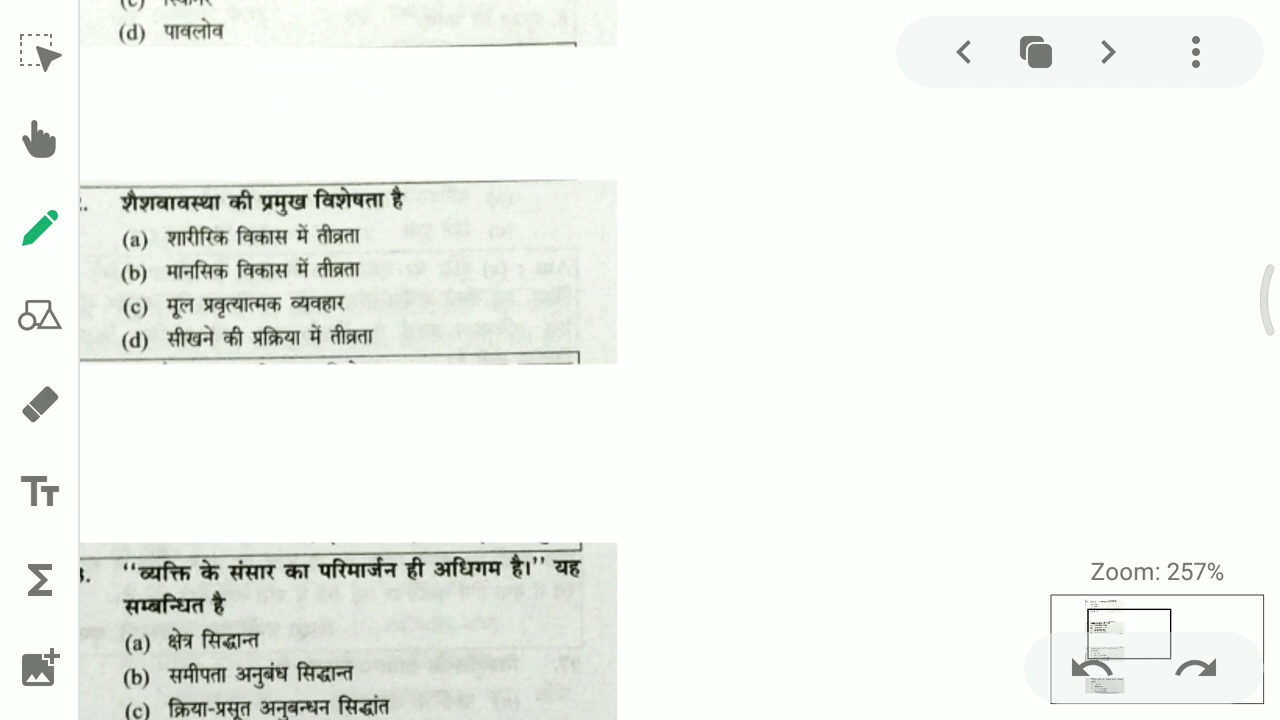 (d) पावलोव
शैशवावस्था की प्रमुख विशेषता है
(a) शारीरिक विकास में तीव्रता
(b) मानसिक विकास में तीव्रता
(c) मूल प्रवृत्यात्मक व्यवहार
(d) सीखने की प्रक्रिया में तीव्रता
"व्यक्ति के संसार का परिमार्जन ही अधिगम है।" यह
सम्बन्धित है
(a) क्षेत्र सिद्धान्त
(b) समीपता अनुबंध सिद्धान्त
(c) क्रिया-प्रसूत अनुबन्धन सिद्धांत
Tт
Σ
Zoom: 257%